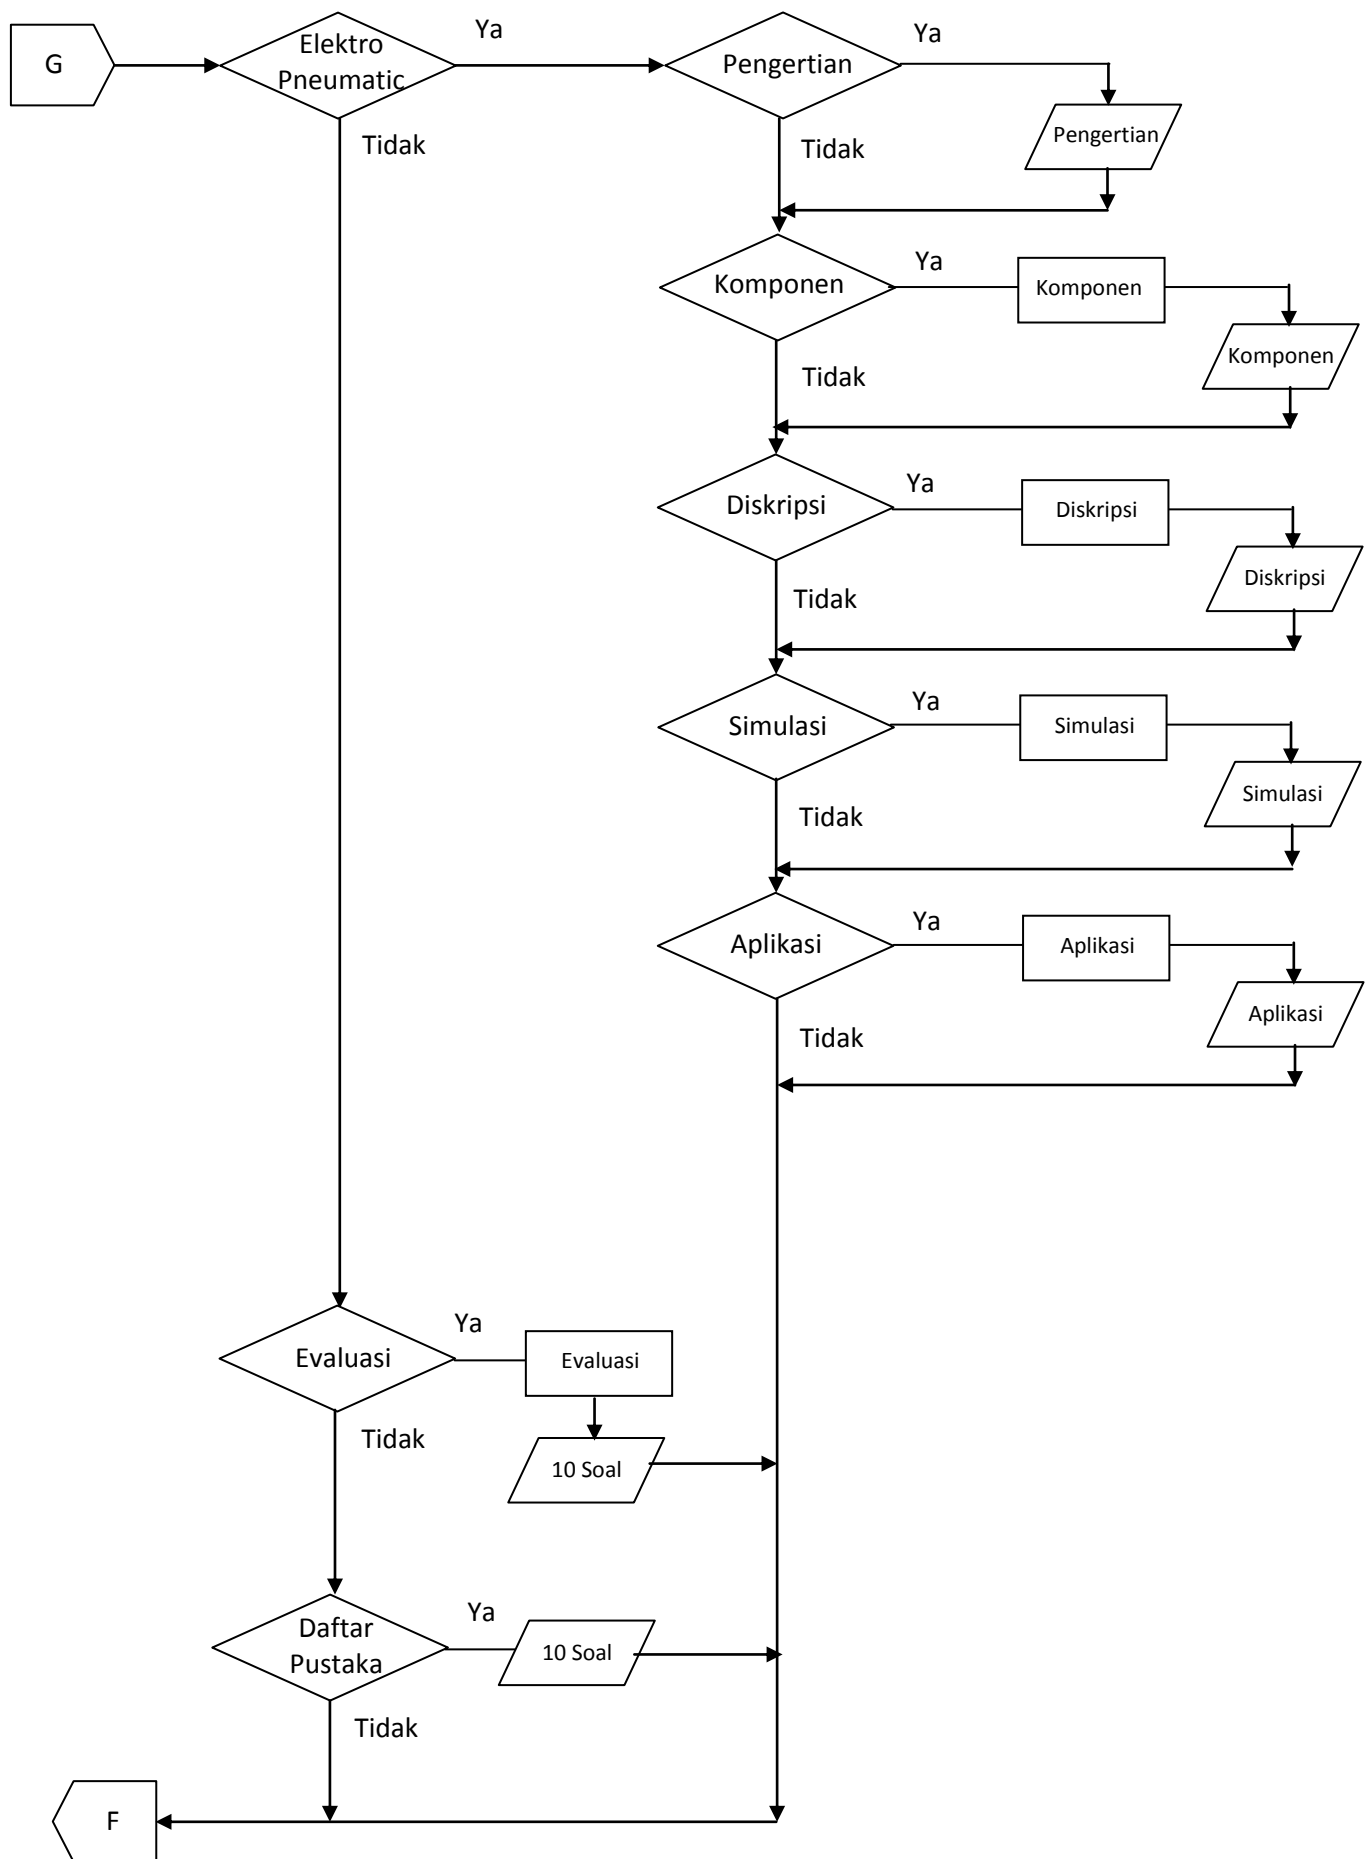 G
Elektro
Pneumatic
Ya
Pengertian
Ya
Pengertian
Tidak
Tidak
Komponen
Ya
Komponen
Komponen
Tidak
Diskripsi
Ya
Diskripsi
Diskripsi
Tidak
Simulasi
Ya
Simulasi
Simulasi
Tidak
Aplikasi
Ya
Aplikasi
Aplikasi
Tidak
Evaluasi
Ya
Evaluasi
Tidak
10 Soal
Daftar
Pustaka
Ya
10 Soal
Tidak
F